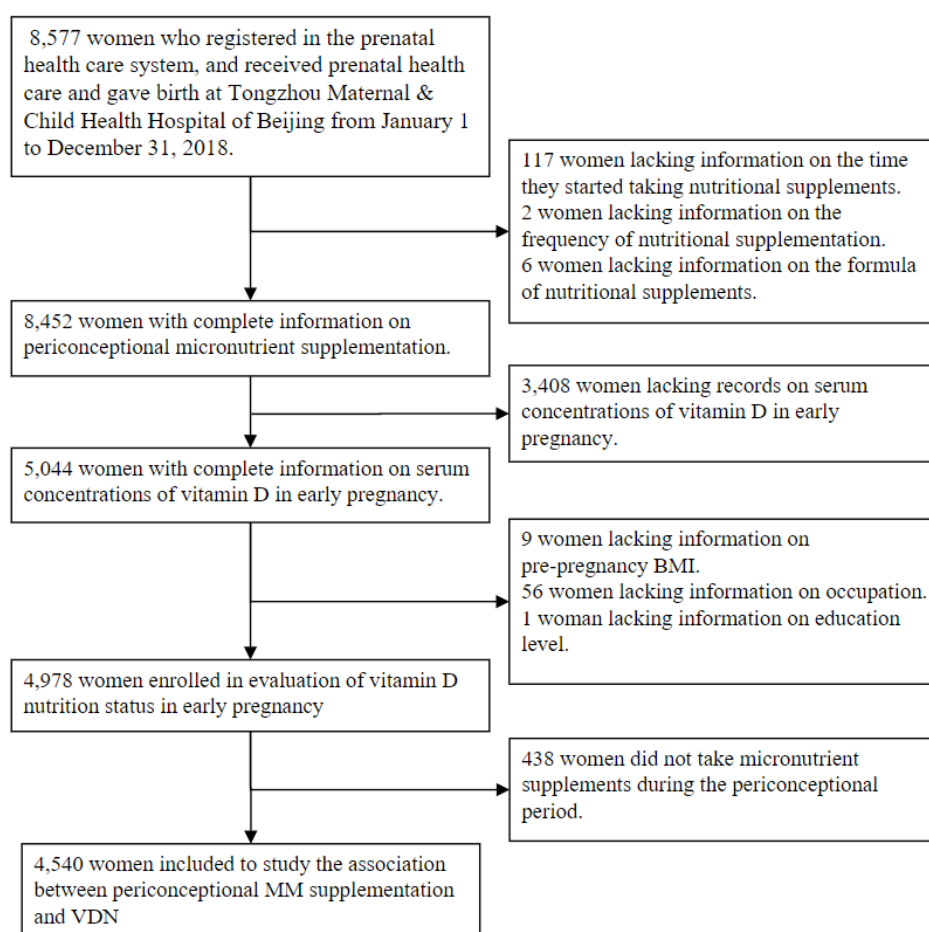 8,577 women who registered in the prenatal
health care system, and received prenatal health
care and gave birth at Tongzhou Maternal &
Child Health Hospital of Beijing from January 1
to December 31, 2018.
117 women lacking information on the time
they started taking nutritional supplements.
2 women lacking information on the
frequency of nutritional supplementation.
6 women lacking information on the formula
of nutritional supplements.
8,452 women with complete information on
periconceptional micronutrient supplementation.
3,408 women lacking records on serum
concentrations of vitamin D in early
pregnancy.
5,044 women with complete information on serum
concentrations of vitamin D in early pregnancy.
9 women lacking information on
pre-pregnancy BMI.
56 women lacking information on occupation.
1 woman lacking information on education
level.
4,978 women enrolled in evaluation of vitamin D
nutrition status in early pregnancy
438 women did not take micronutrient
supplements during the periconceptional
period.
4,540 women included to study the association
between periconceptional MM supplementation
and VDN